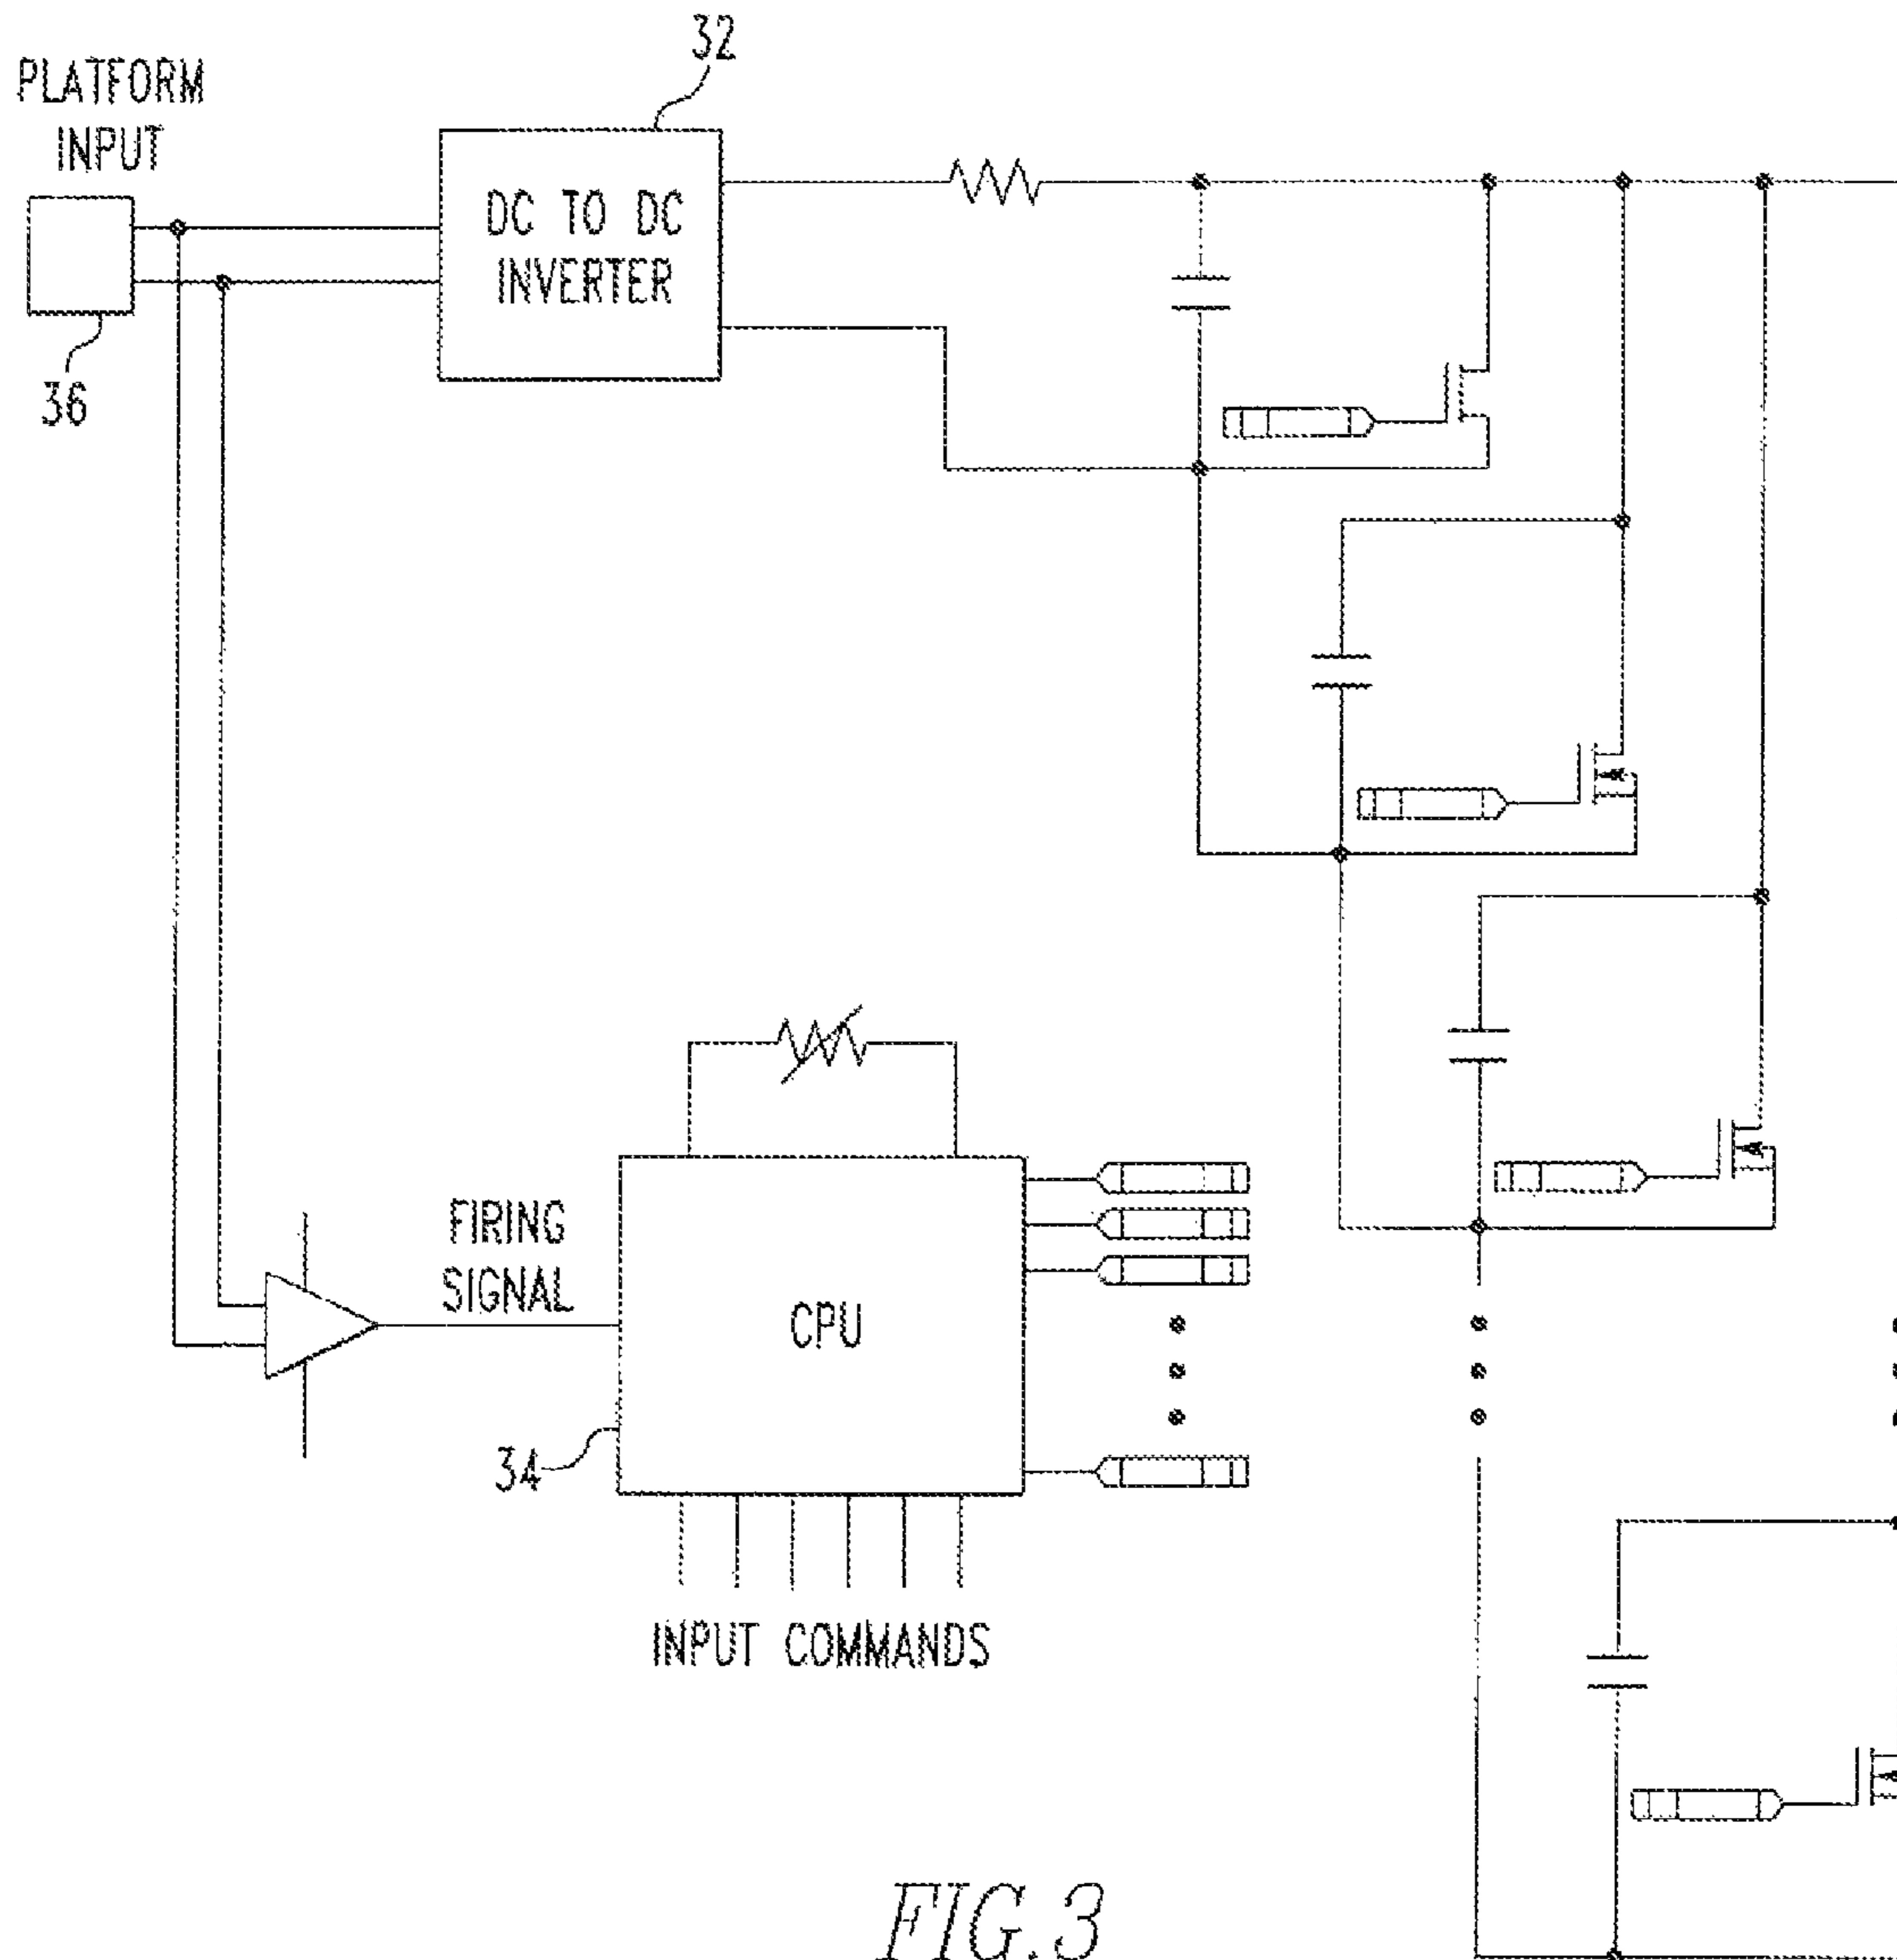 32
PLATFORM
INPUT
DC TO DC
INVERTER
36
FIRING
SIGNAL
CPU
34
INPUT COMMANDS
FIG.3